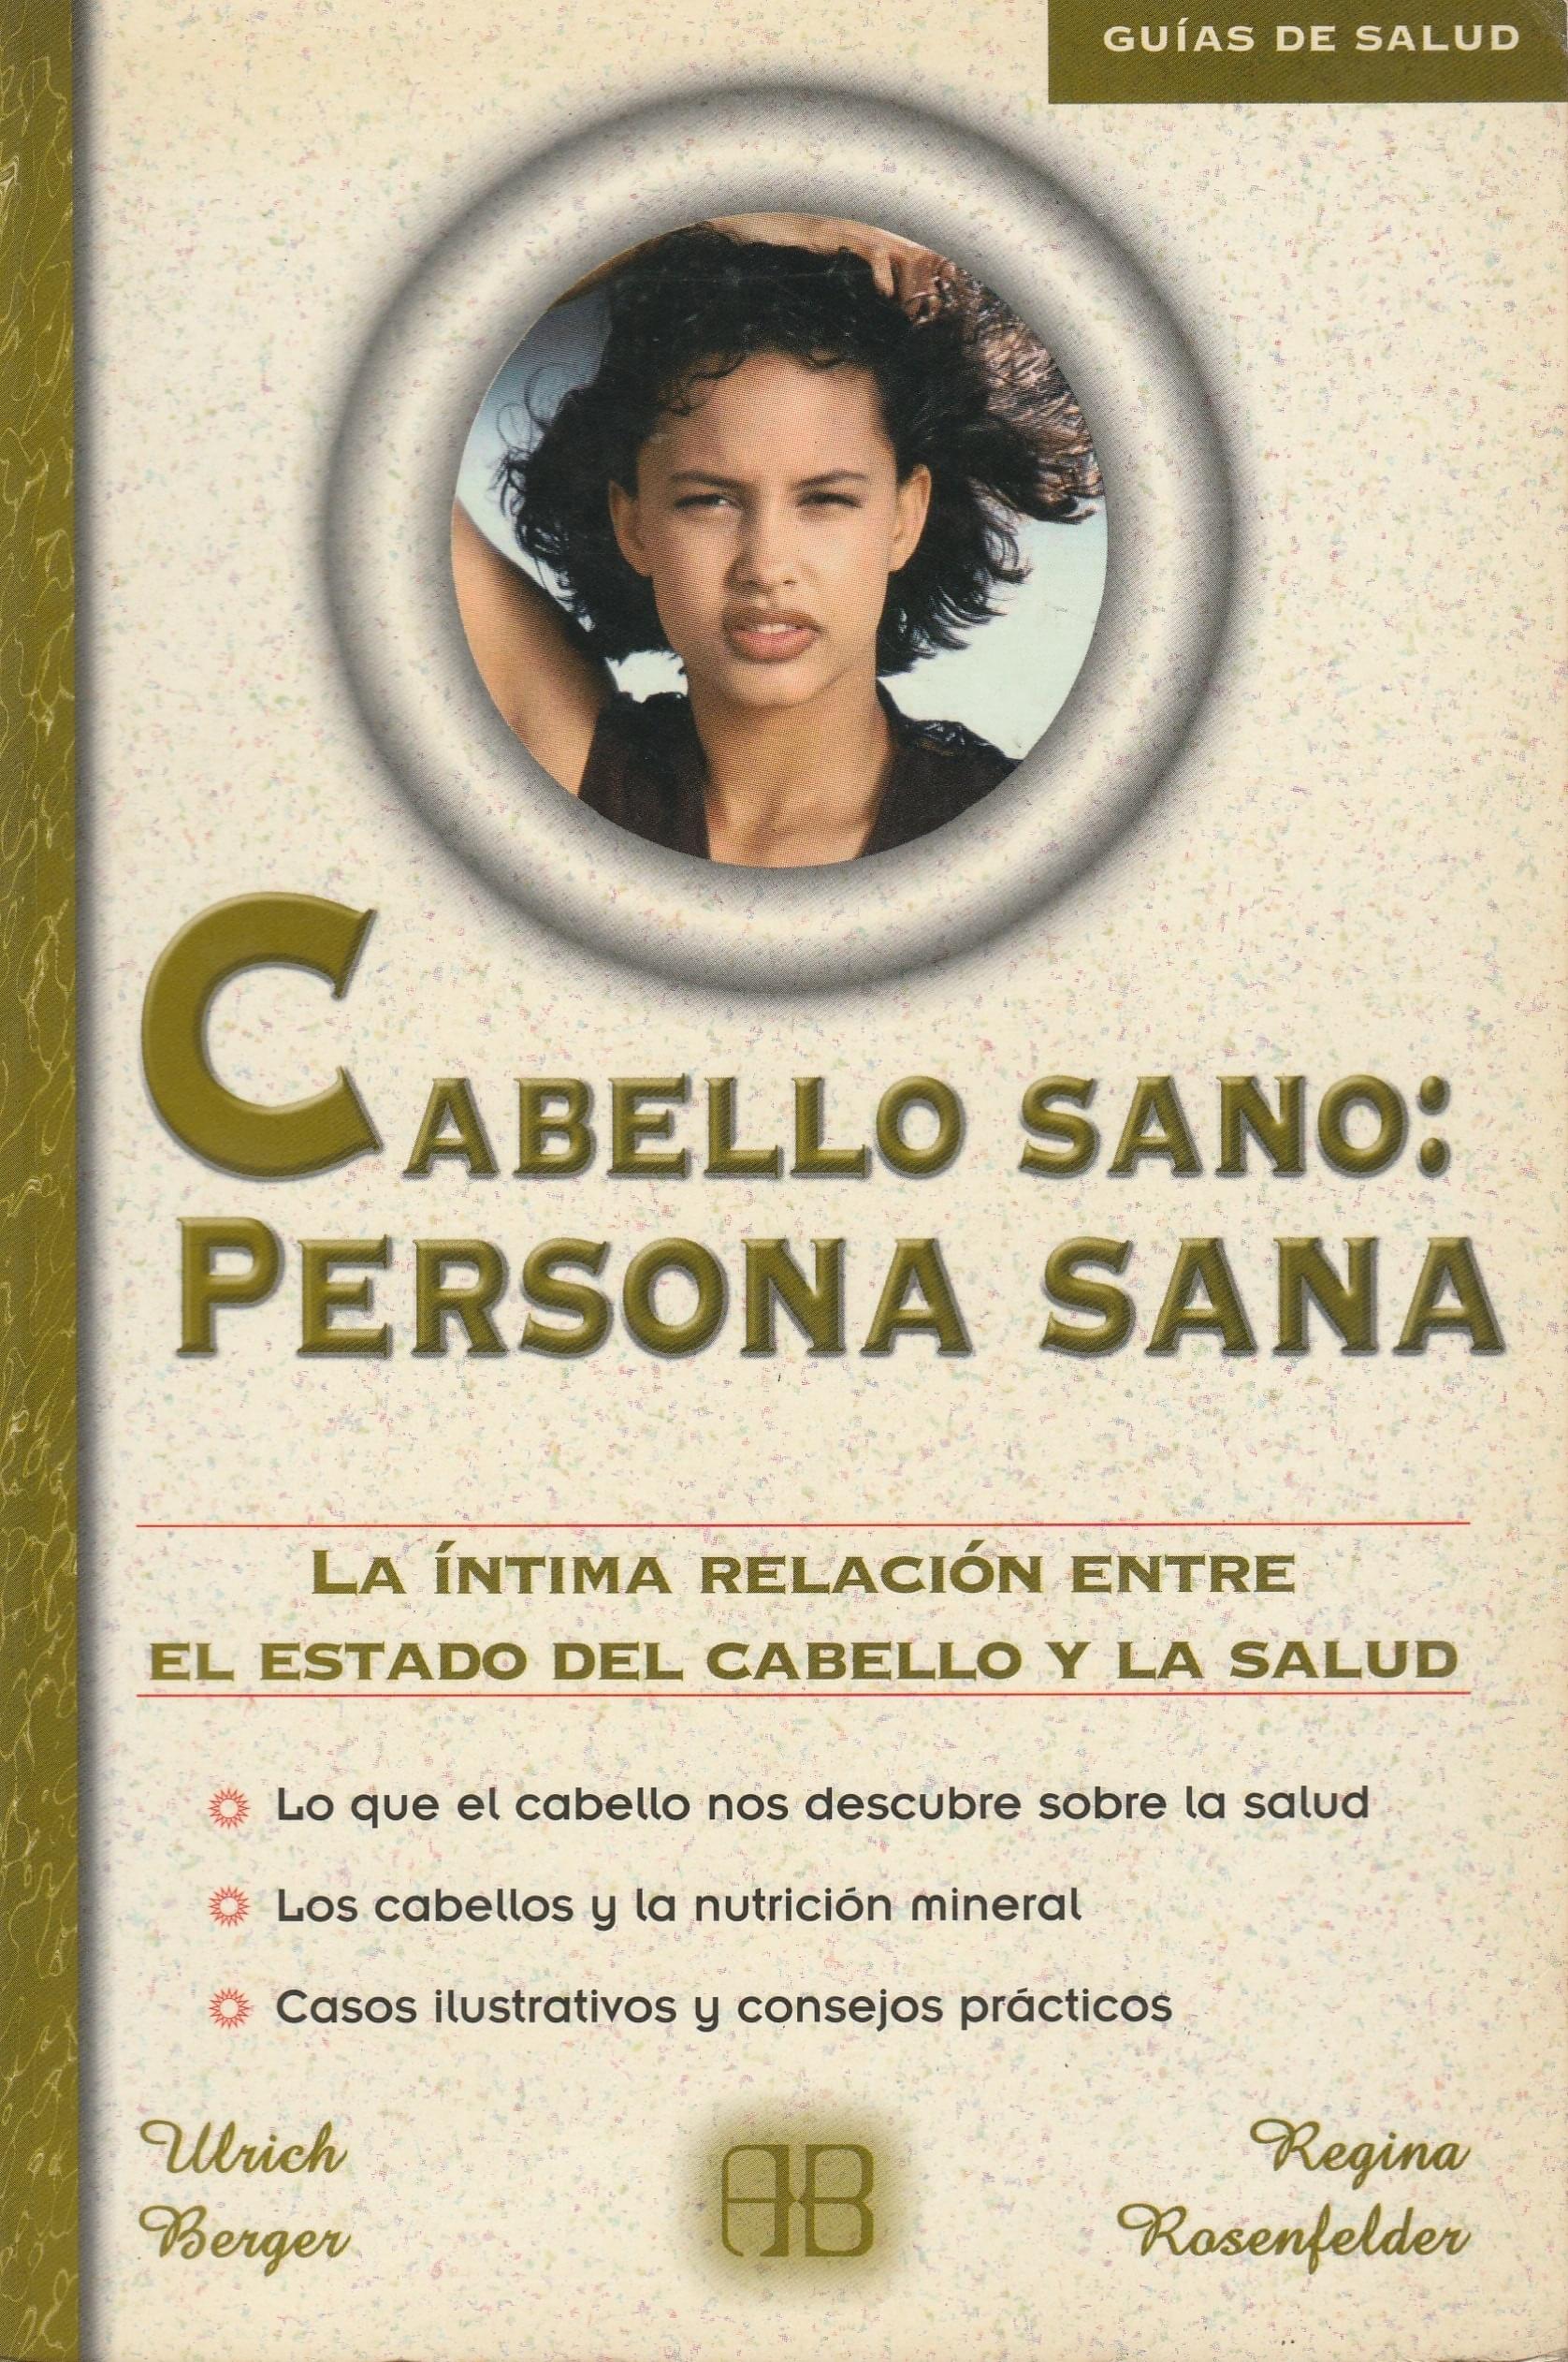 GUÍAS DE SALUD
CABELLO SANO:
PERSONA SANA
LA ÍNTIMA RELACIÓN ENTRE
EL ESTADO DEL CABELLO Y LA SALUD
Lo que el cabello nos descubre sobre la salud
Los cabellos y la nutrición mineral
Casos ilustrativos y consejos prácticos
Ulrich
Berger
AB
Regina
Rosenfelder